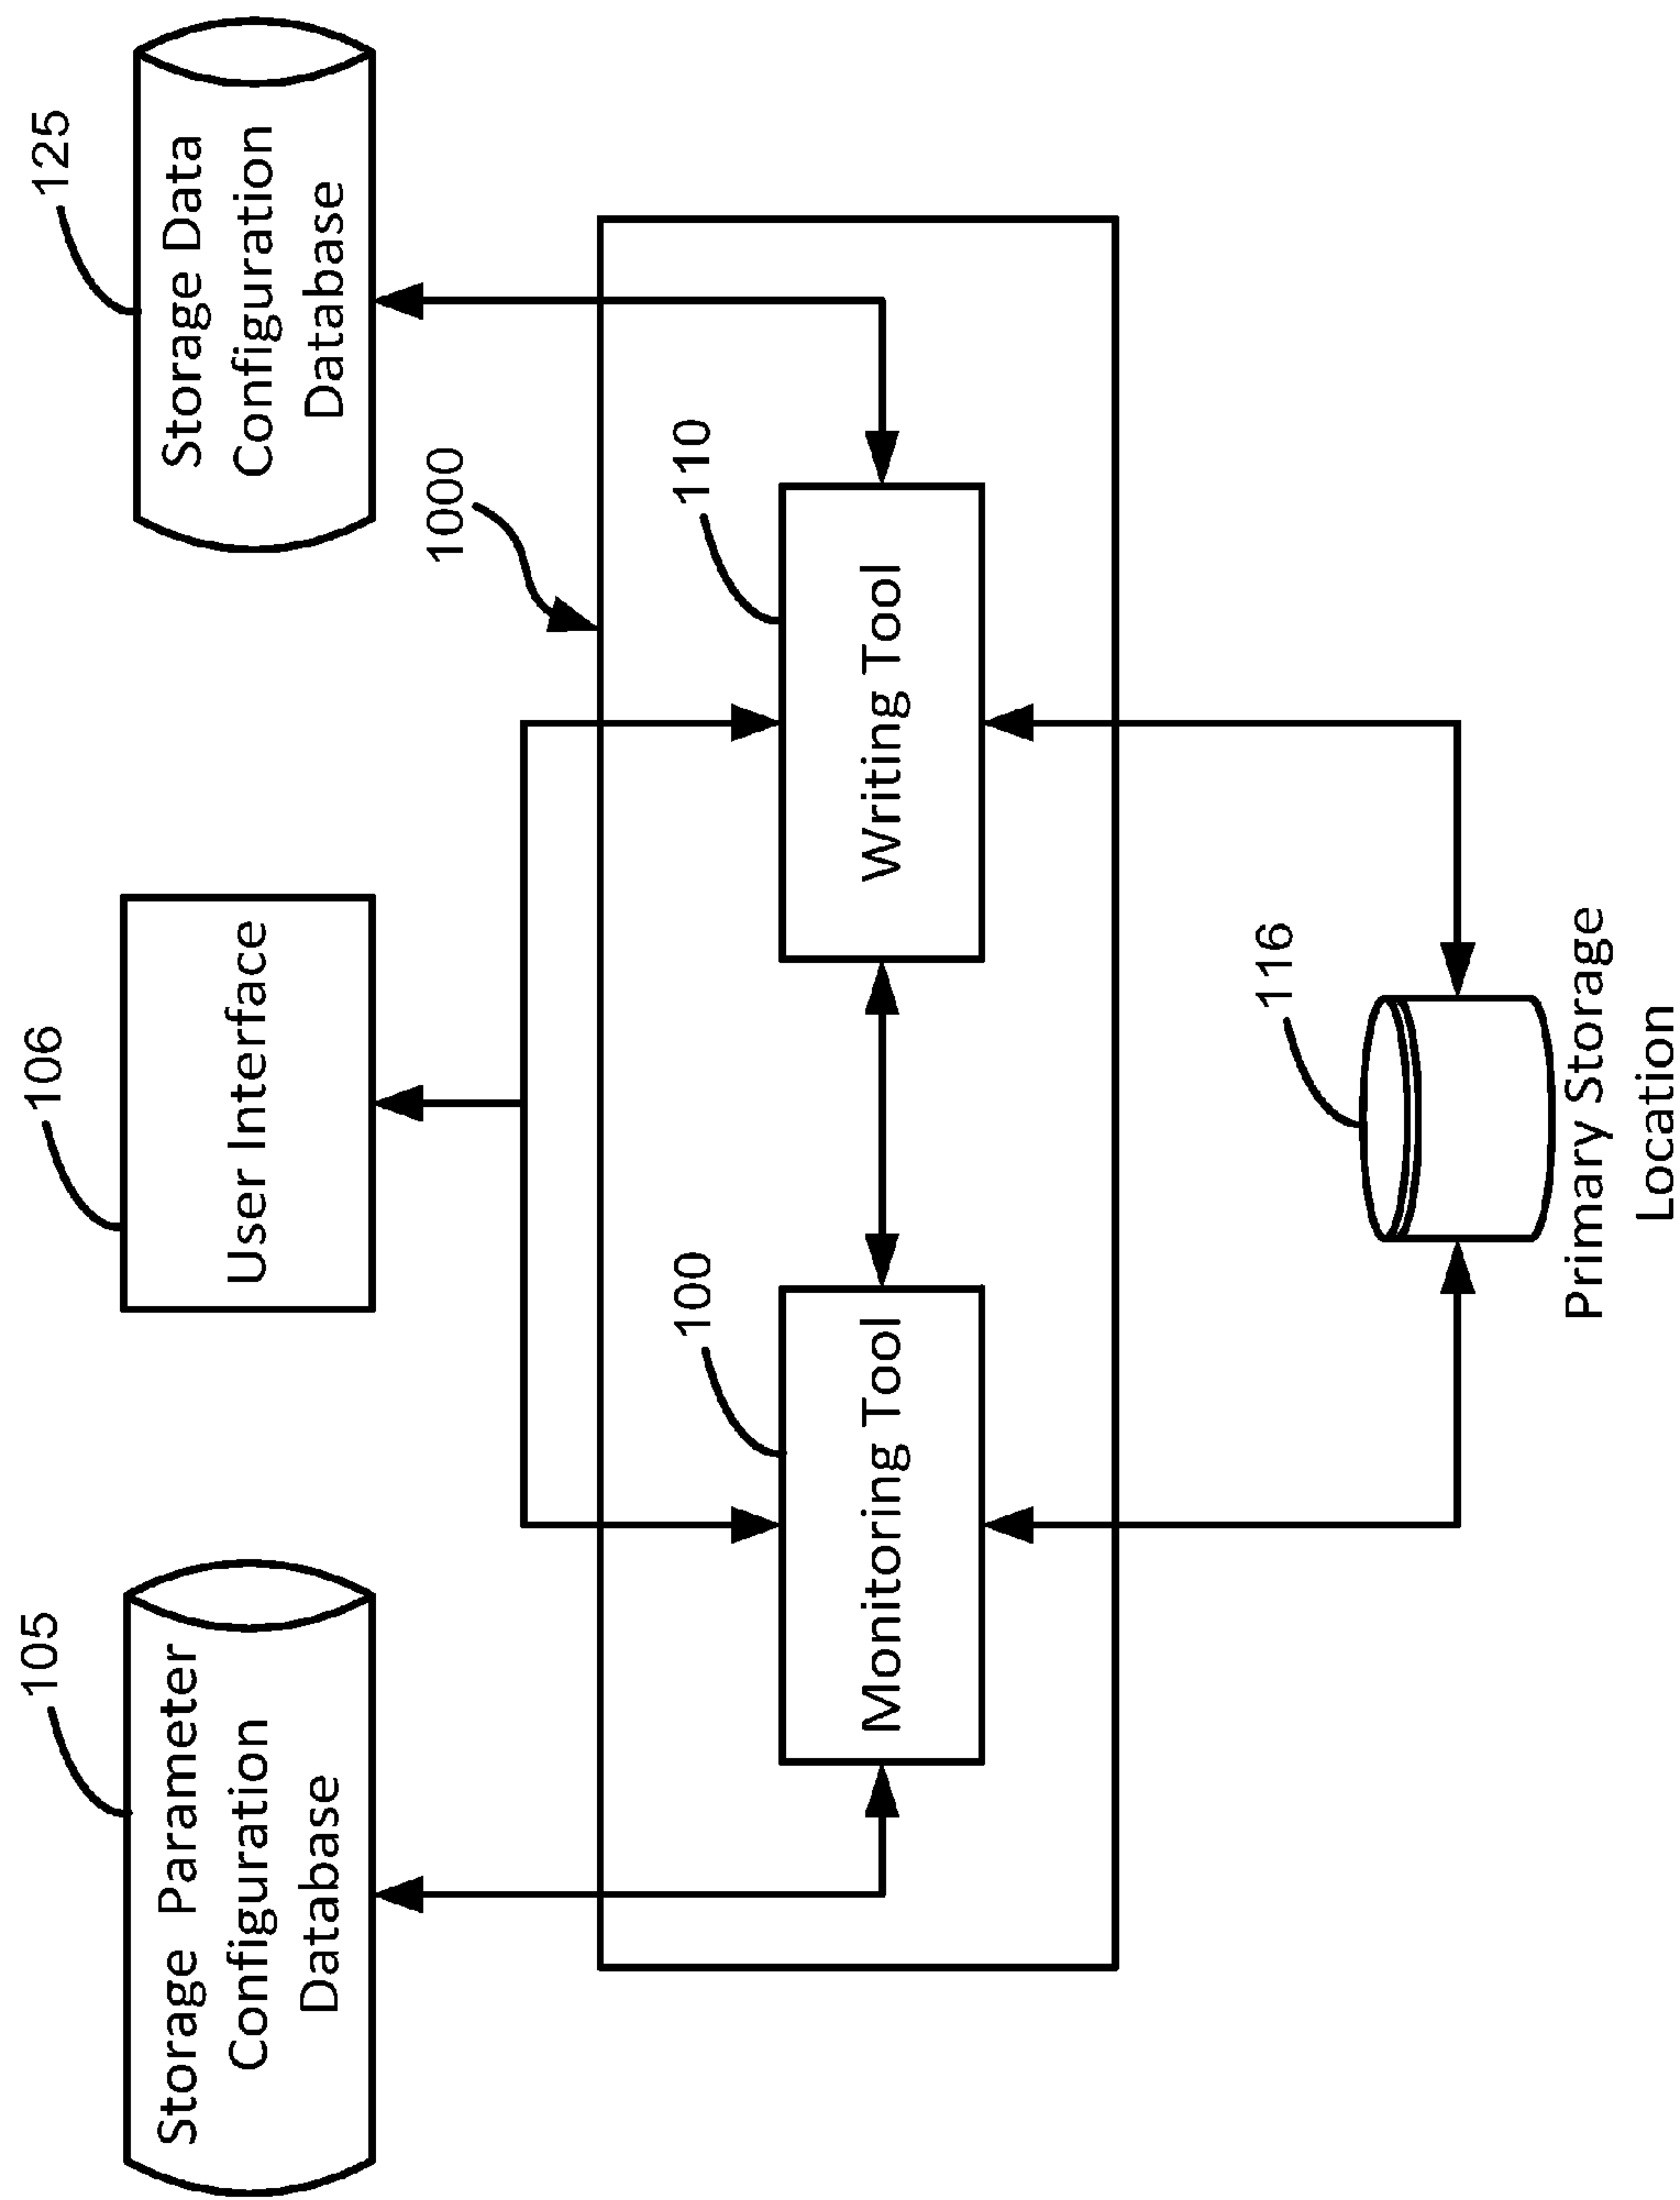 105
Storage Parameter
Configuration
Database
106
User Interface
125
Storage Data
Configuration
Database
1000
100
Monitoring Tool
110
Writing Tool
116
Primary Storage
Location